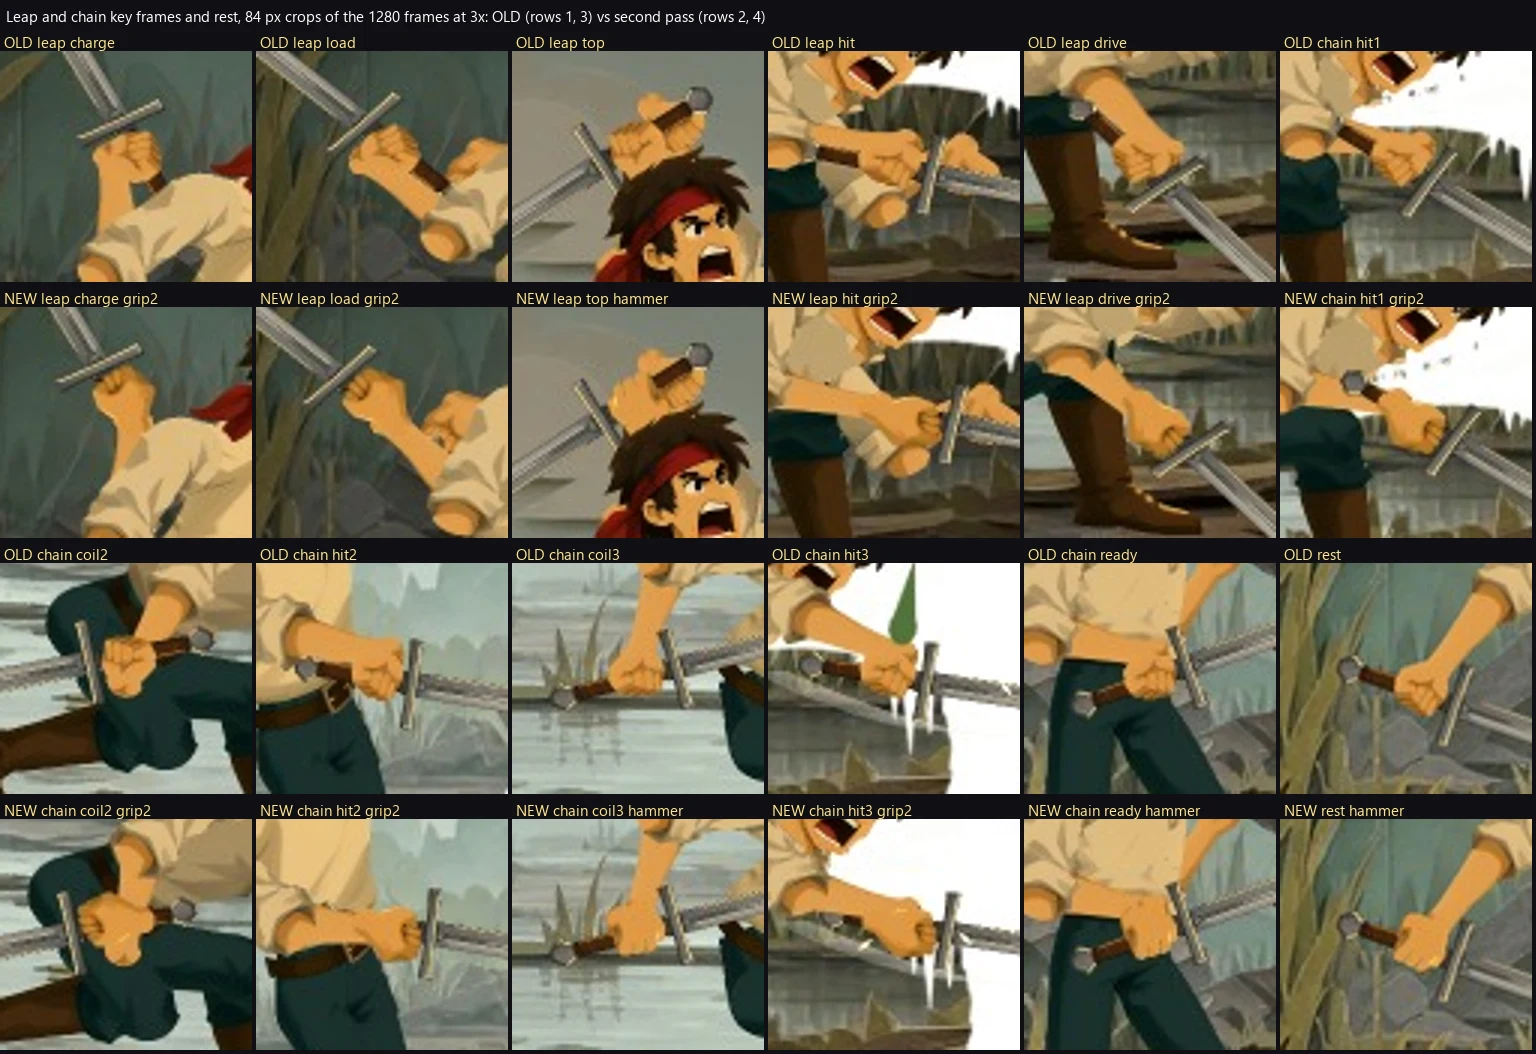 Leap and chain key frames and rest, 84 px crops of the 1280 frames at 3x: OLD (rows 1, 3) vs second pass (rows 2, 4)
OLD leap charge
OLD leap load
OLD leap top
OLD leap hit
OLD leap drive
OLD chain hit1
NEW leap charge grip2
NEW leap load grip2
NEW leap top hammer
NEW leap hit grip2
NEW leap drive grip2
NEW chain hit1 grip2
OLD chain coil2
OLD chain hit2
OLD chain coil3
OLD chain hit3
OLD chain ready
OLD rest
NEW chain coil2 grip2
NEW chain hit2 grip2
NEW chain coil3 hammer
NEW chain hit3 grip2
NEW chain ready hammer
NEW rest hammer